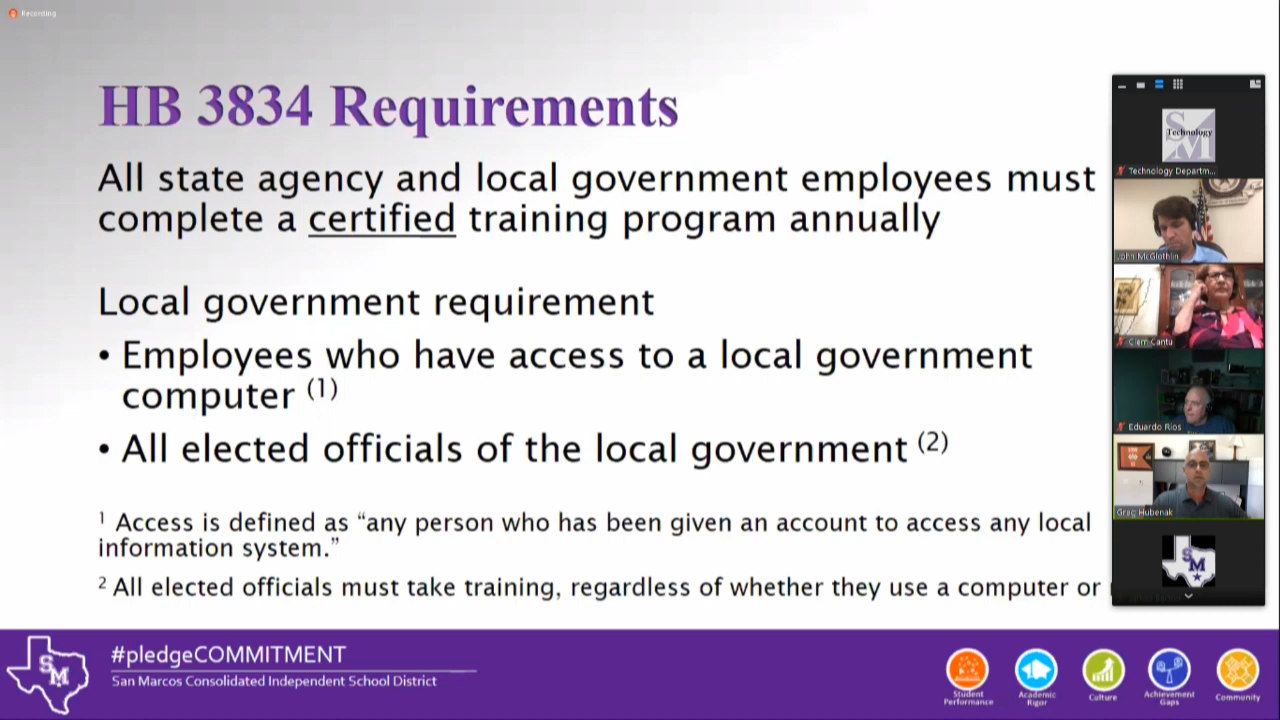 Recording
HB 3834 Requirements
All state agency and local government employees must
complete a certified training program annually
Local government requirement
• Employees who have access to a local government
computer (1)
• All elected officials of the local government (2)
1 Access is defined as “any person who has been given an account to access any local
information system.”
2 All elected officials must take training, regardless of whether they use a computer or
SM
Technology
Technology Departm...
John McGlothlin
Clem Cantu
Eduardo Rios
Greg Hubenak
SM
SM
#pledgeCOMMITMENT
San Marcos Consolidated Independent School District
Student
Performance
Academic
Rigor
Culture
Achievement
Gaps
Community